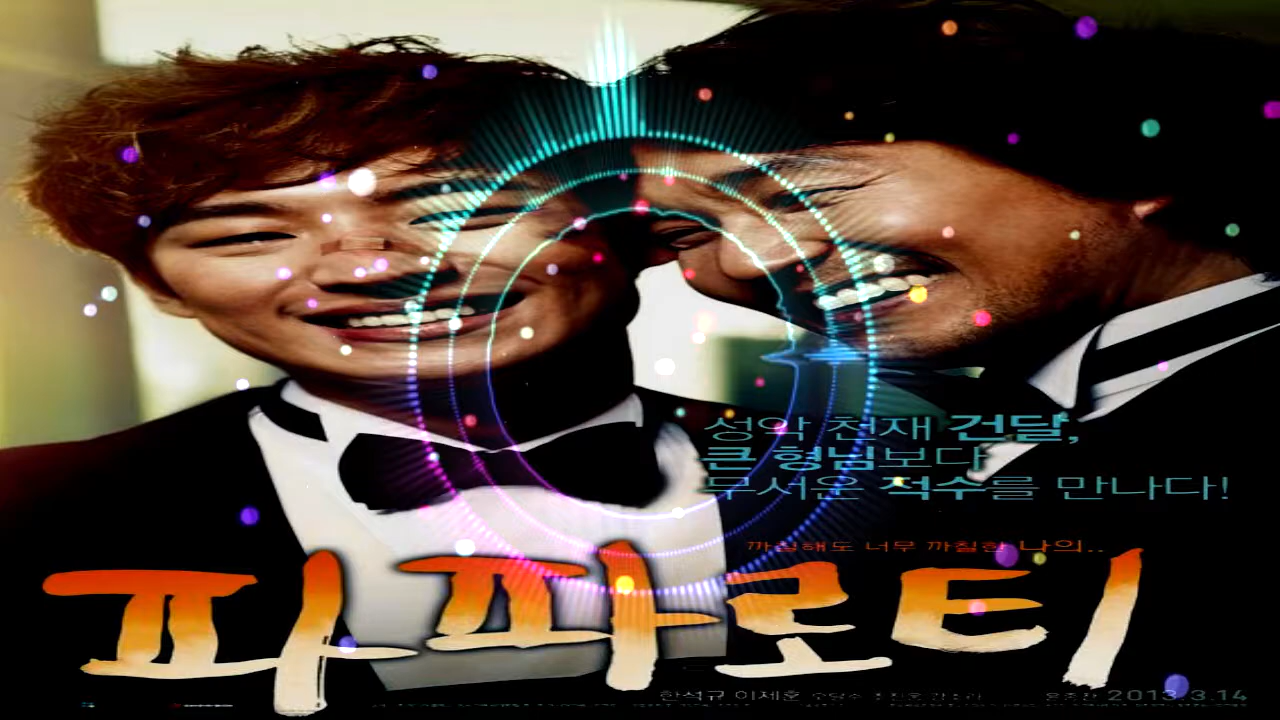 성악 천재 건달,
큰 형님보다
무서운 적수를 만나다!
까칠해도 너무 까칠한 나의..
파파로티
한석규 이제훈 2013.3.14